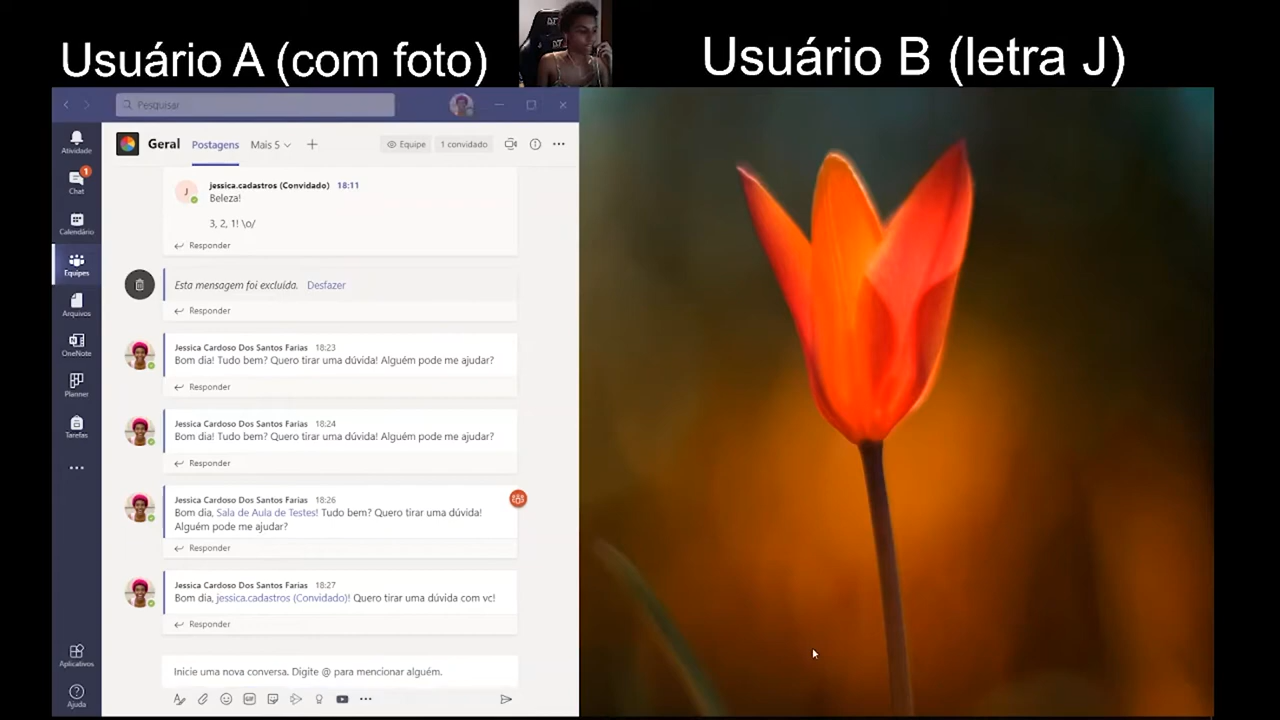 Usuário A (com foto)
Usuário B (letra J)
Pesquisar
Geral
Postagens
Mais 5
Equipe
1 convidado
Atividade
Chat
1
Calendário
Equipes
Arquivos
OneNote
Planner
Tarefas
Aplicativos
Ajuda
J
jessica.cadastros (Convidado) 18:11
Beleza!
3, 2, 1! \o/
Responder
Esta mensagem foi excluída. Desfazer
Responder
Jessica Cardoso Dos Santos Farias 18:23
Bom dia! Tudo bem? Quero tirar uma dúvida! Alguém pode me ajudar?
Responder
Jessica Cardoso Dos Santos Farias 18:24
Bom dia! Tudo bem? Quero tirar uma dúvida! Alguém pode me ajudar?
Responder
Jessica Cardoso Dos Santos Farias 18:26
Bom dia, Sala de Aula de Testes! Tudo bem? Quero tirar uma dúvida!
Alguém pode me ajudar?
Responder
Jessica Cardoso Dos Santos Farias 18:27
Bom dia, jessica.cadastros (Convidado)! Quero tirar uma dúvida com vc!
Responder
Inicie uma nova conversa. Digite @ para mencionar alguém.
GIF